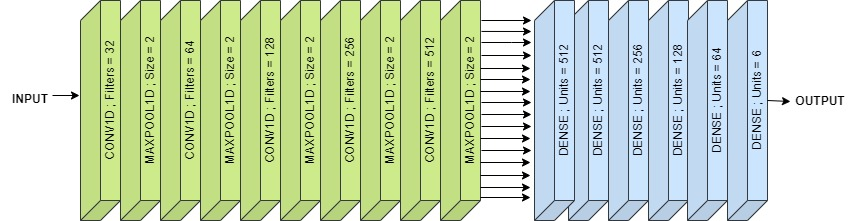 INPUT
CONV1D ; Filters = 32
MAXPOOL1D ; Size = 2
CONV1D ; Filters = 64
MAXPOOL1D ; Size = 2
CONV1D ; Filters = 128
MAXPOOL1D ; Size = 2
CONV1D ; Filters = 256
MAXPOOL1D ; Size = 2
CONV1D ; Filters = 512
MAXPOOL1D ; Size = 2
DENSE ; Units = 512
DENSE ; Units = 512
DENSE ; Units = 256
DENSE ; Units = 128
DENSE ; Units = 64
DENSE ; Units = 6
OUTPUT